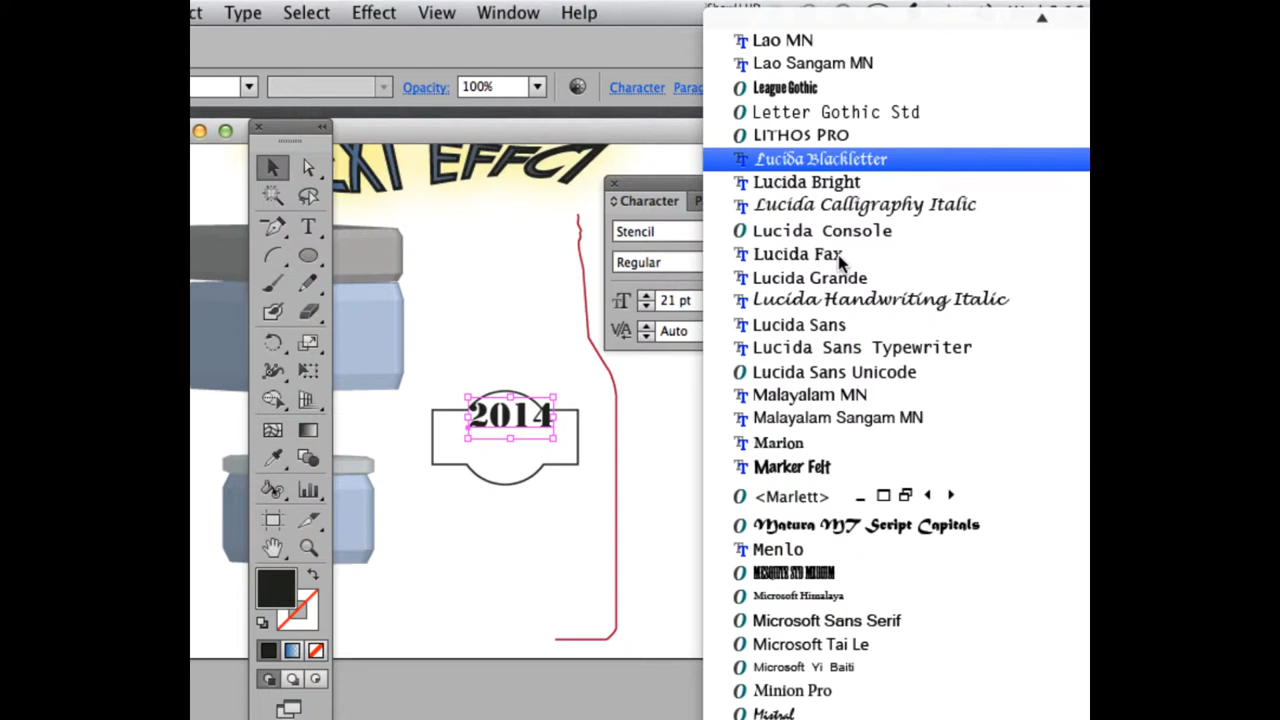 Type Select Effect View Window Help
Opacity: 100% Character
EFFECT
Character
Stencil
Regular
21 pt
Auto
2014
Lao MN
Lao Sangam MN
League Gothic
Letter Gothic Std
LITHOS PRO
Lucida Blackletter
Lucida Bright
Lucida Calligraphy Italic
Lucida Console
Lucida Fax
Lucida Grande
Lucida Handwriting Italic
Lucida Sans
Lucida Sans Typewriter
Lucida Sans Unicode
Malayalam MN
Malayalam Sangam MN
Marion
Marker Felt
<Marlett>
Matura MT Script Capitals
Menlo
MESQUITE STD MEDIUM
Microsoft Himalaya
Microsoft Sans Serif
Microsoft Tai Le
Microsoft Yi Baiti
Minion Pro
Mistral